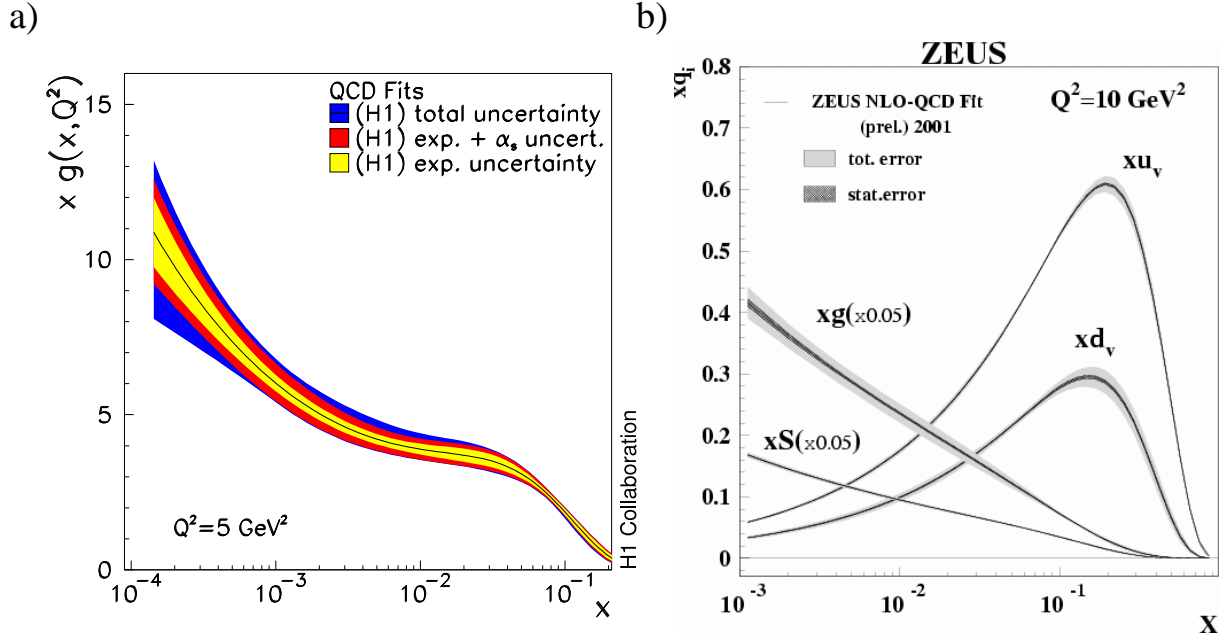 a)
x g(x,Q²)
15
10
5
0
QCD Fits
(H1) total uncertainty
(H1) exp. + αₛ uncert.
(H1) exp. uncertainty
Q²=5 GeV²
10⁻⁴
10⁻³
10⁻²
10⁻¹
x
H1 Collaboration
b)
ZEUS
xqᵢ
0.8
0.7
0.6
0.5
0.4
0.3
0.2
0.1
0
ZEUS NLO-QCD Fit
(prel.) 2001
tot. error
stat.error
Q²=10 GeV²
xuᵥ
xg(x0.05)
xdᵥ
xS(x0.05)
10⁻³
10⁻²
10⁻¹
x